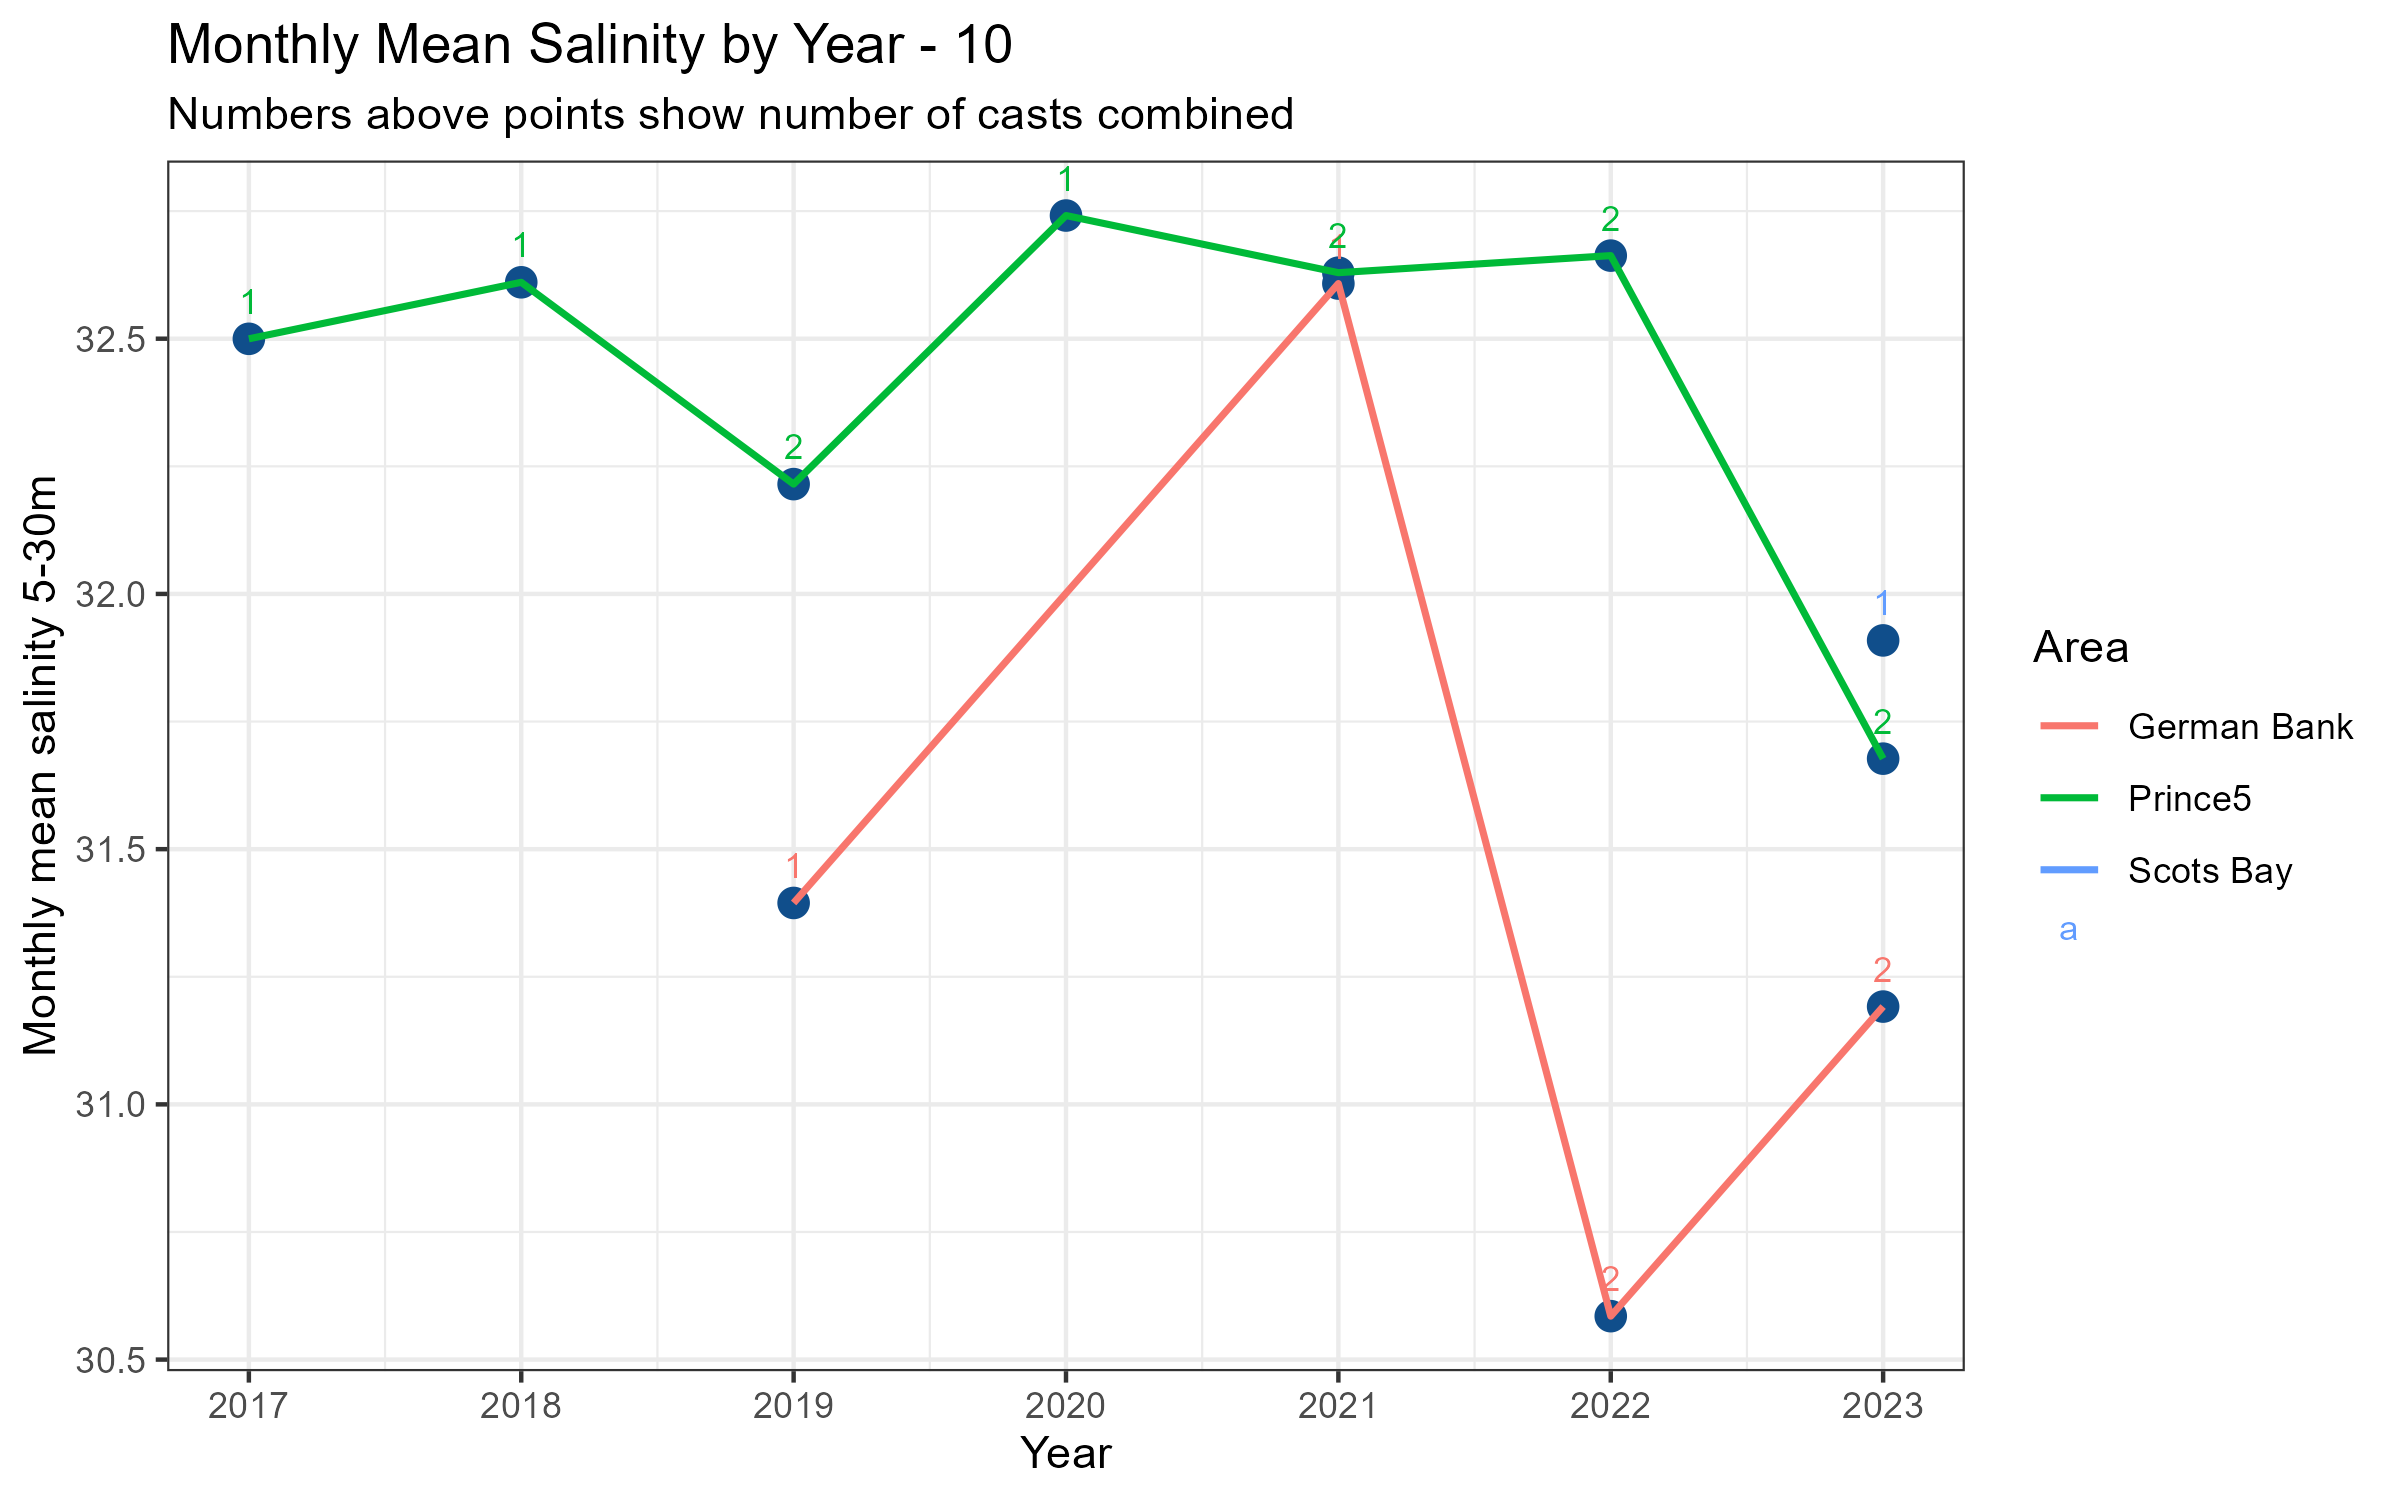 Monthly Mean Salinity by Year - 10
Numbers above points show number of casts combined
Monthly mean salinity 5-30m
32.5
32.0
31.5
31.0
30.5
1
1
2
1
2
1
2
1
2
1
2
2
2017
2018
2019
2020
2021
2022
2023
Year
Area
German Bank
Prince5
Scots Bay
a